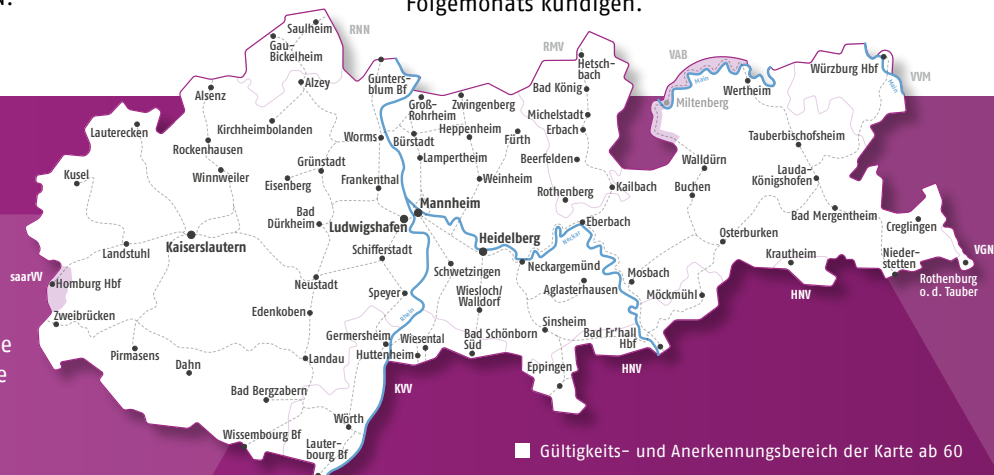 Folgemonats kündigen.
Saulheim
RNN
Gau-
Bickelheim
RMV
Hetsch-
bach
VAB
Würzburg Hbf
VVM
Alzey
Gunters-
blum Bf
Bad König
Main
Main
Wertheim
Alsenz
Groß-
Rohrheim
Zwingenberg
Miltenberg
Michelstadt
Lauterecken
Kirchheimbolanden
Worms
Bürstadt
Heppenheim
Fürth
Erbach
Tauberbischofsheim
Rockenhausen
Lampertheim
Beerfelden
Walldürn
Kusel
Winnweiler
Grünstadt
Eisenberg
Frankenthal
Weinheim
Rothenberg
Kailbach
Buchen
Lauda-
Königshofen
Mannheim
Bad
Dürkheim
Ludwigshafen
Eberbach
Bad Mergentheim
Creglingen
Kaiserslautern
Heidelberg
Neckar
Osterburken
Landstuhl
Schifferstadt
Krautheim
Nieder-
stetten
VGN
saarVV
Homburg Hbf
Schwetzingen
Neckargemünd
Mosbach
Rothenburg
o. d. Tauber
Neustadt
Speyer
Wiesloch/
Walldorf
Aglasterhausen
Möckmühl
HNV
Zweibrücken
Edenkoben
Rhein
Sinsheim
Germersheim
Wiesental
Bad Schönborn
Süd
Bad Fr'hall
Hbf
e
e
Pirmasens
Dahn
Landau
Huttenheim
Eppingen
HNV
KVV
Bad Bergzabern
Wörth
Wissembourg Bf
Lauter-
bourg Bf
Gültigkeits- und Anerkennungsbereich der Karte ab 60